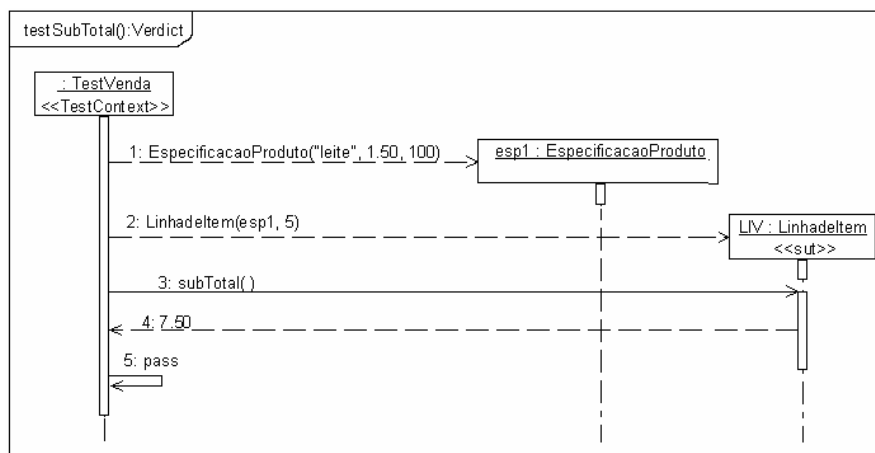 testSubTotal():Verdict
: TestVenda
<<TestContext>>
1: EspecificacaoProduto("leite", 1.50, 100)
esp1 : EspecificacaoProduto
2: LinhadeItem(esp1, 5)
LIV : LinhadeItem
<<sut>>
3: subTotal( )
4: 7.50
5: pass